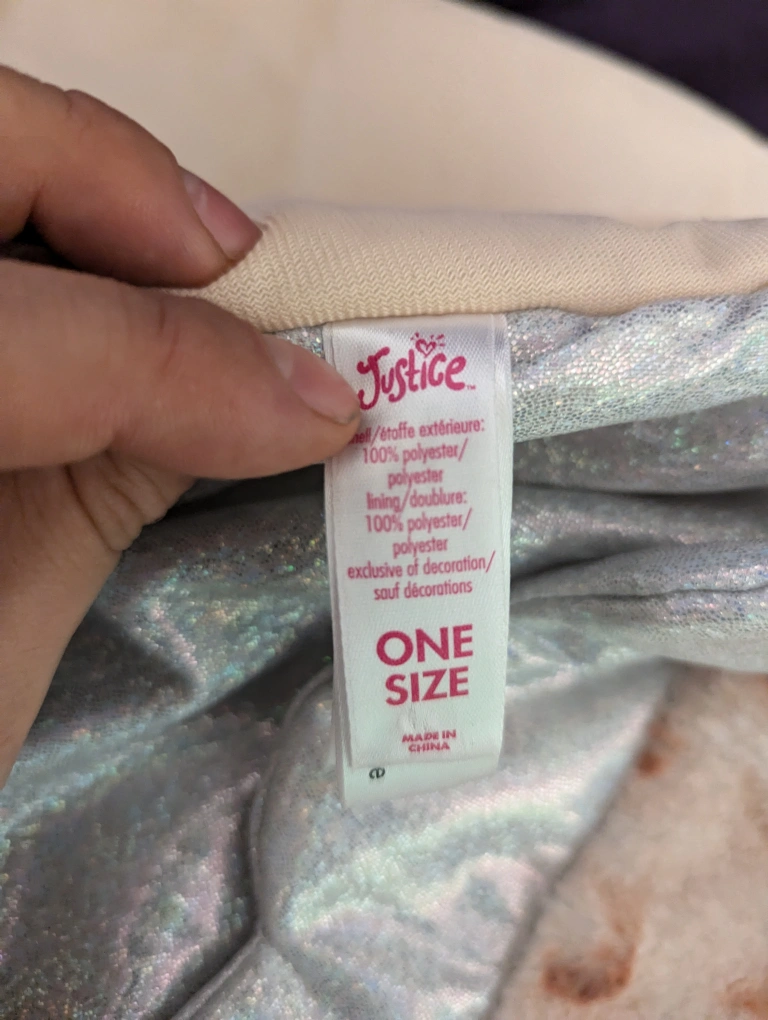 Justice™
/étoffe extérieure:
100% polyester/
polyester
lining/doublure:
100% polyester/
polyester
exclusive of decoration/
sauf décorations
ONE
SIZE
MADE IN
CHINA